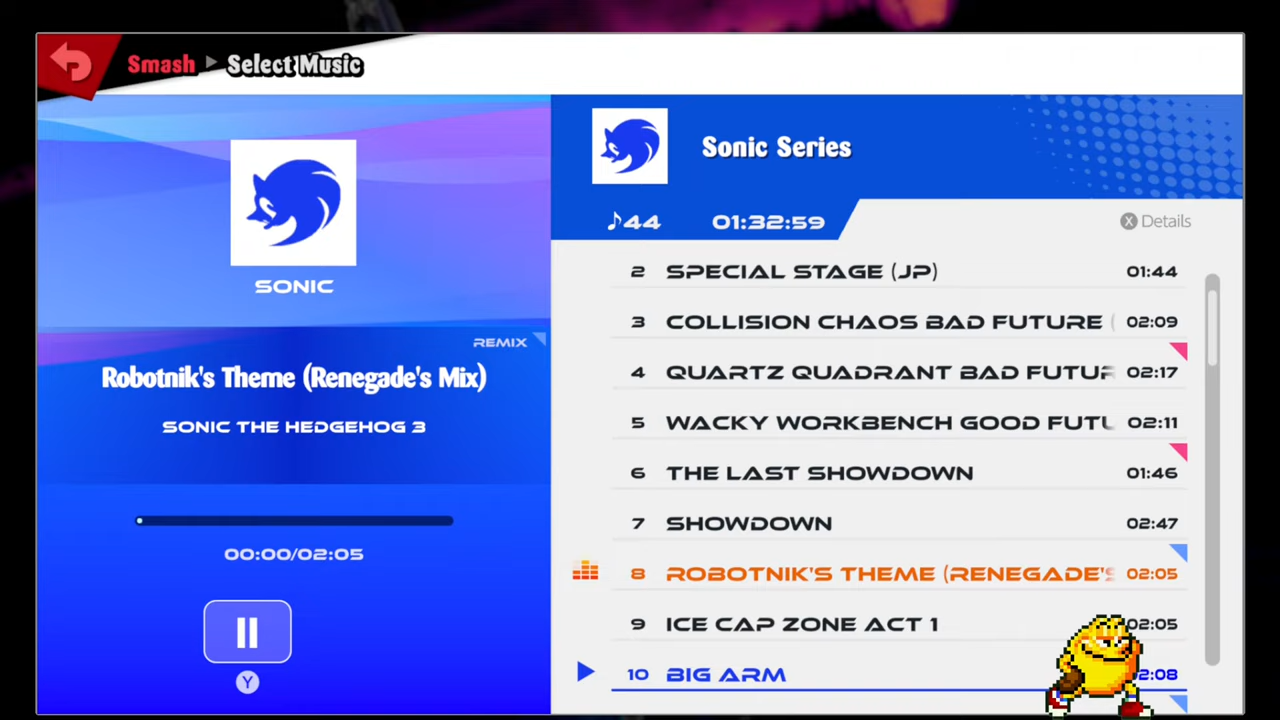 Smash ▶ Select Music
SONIC
REMIX
Robotnik's Theme (Renegade's Mix)
SONIC THE HEDGEHOG 3
00:00/02:05
Y
Sonic Series
♪44 01:32:59
X Details
2 SPECIAL STAGE (JP) 01:44
3 COLLISION CHAOS BAD FUTURE ( 02:09
4 QUARTZ QUADRANT BAD FUTUR 02:17
5 WACKY WORKBENCH GOOD FUTU 02:11
6 THE LAST SHOWDOWN 01:46
7 SHOWDOWN 02:47
8 ROBOTNIK'S THEME (RENEGADE'S 02:05
9 ICE CAP ZONE ACT 1 02:05
10 BIG ARM 2:08